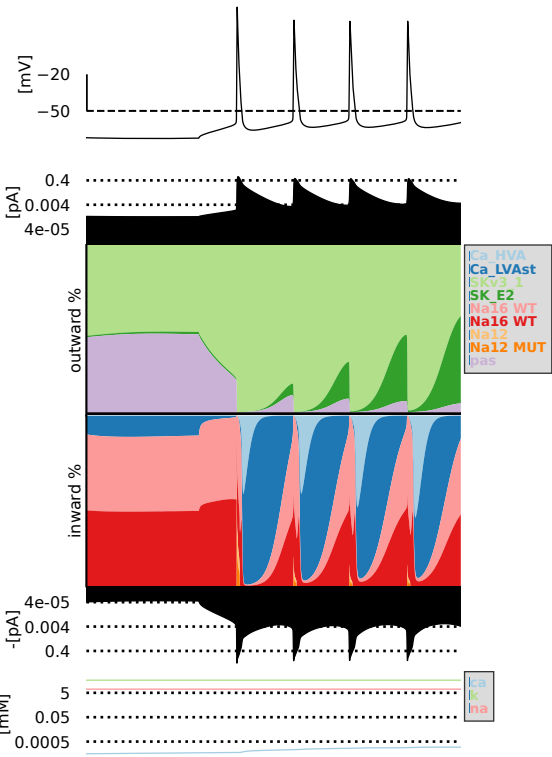 [mV]
−20
−50
[pA]
0.4
0.004
4e-05
outward %
Ca_HVA
Ca_LVAst
SKv3_1
SK_E2
Na16 WT
Na16 WT
Na12
Na12 MUT
pas
inward %
-[pA]
4e-05
0.004
0.4
[mM]
5
0.05
0.0005
ca
k
na